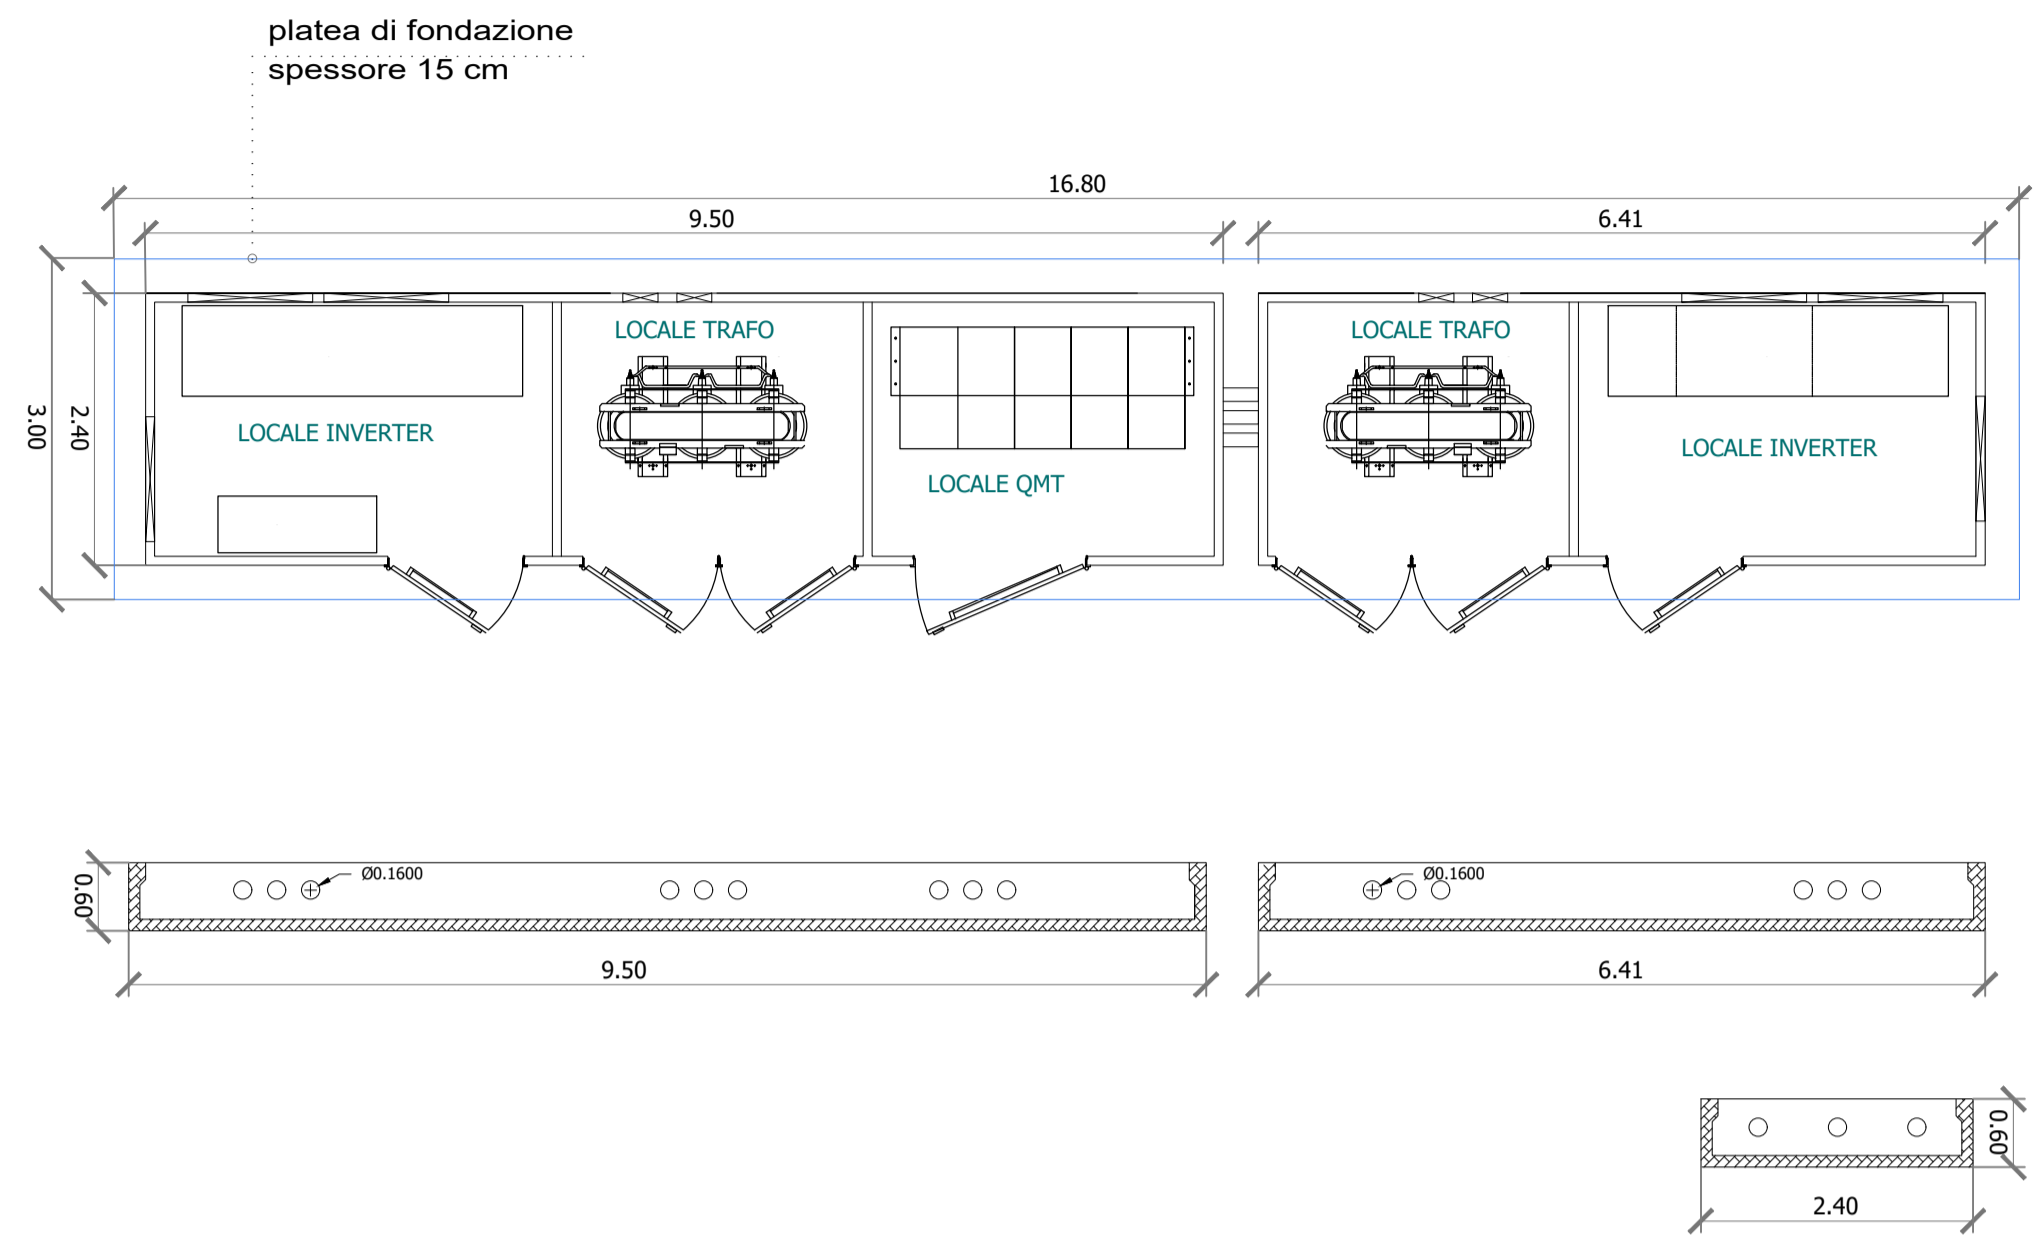 platea di fondazione
spessore 15 cm
16.80
9.50
6.41
3.00
2.40
LOCALE TRAFO
LOCALE TRAFO
LOCALE INVERTER
LOCALE INVERTER
LOCALE QMT
0.60
Ø0.1600
Ø0.1600
9.50
6.41
0.60
2.40